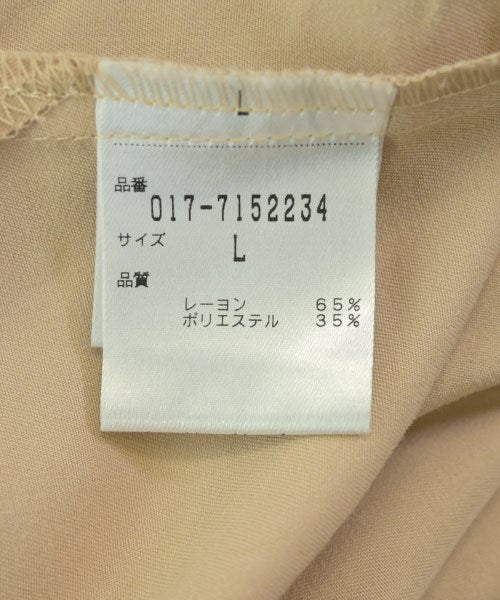 L
品番
017-7152234
サイズ
L
品質
レーヨン 65%
ポリエステル 35%